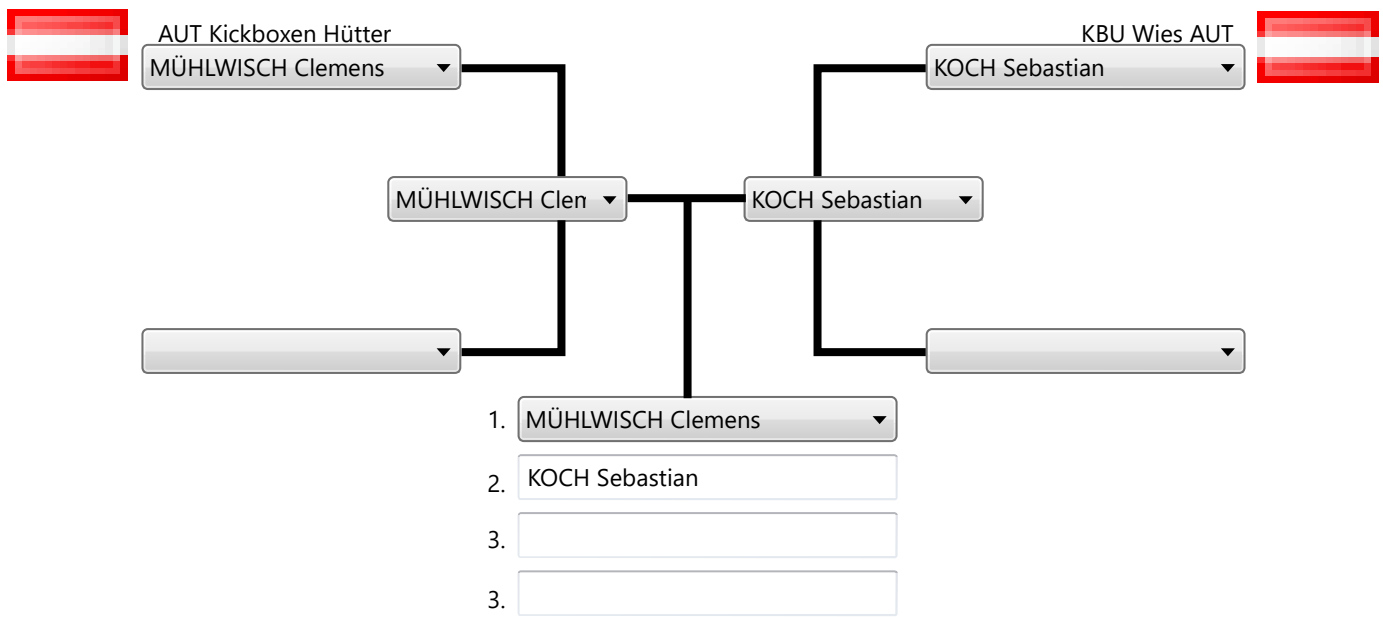 AUT Kickboxen Hütter
KBU Wies AUT
MÜHLWISCH Clemens
KOCH Sebastian
MÜHLWISCH Clem
KOCH Sebastian
1. MÜHLWISCH Clemens
2. KOCH Sebastian
3.
3.